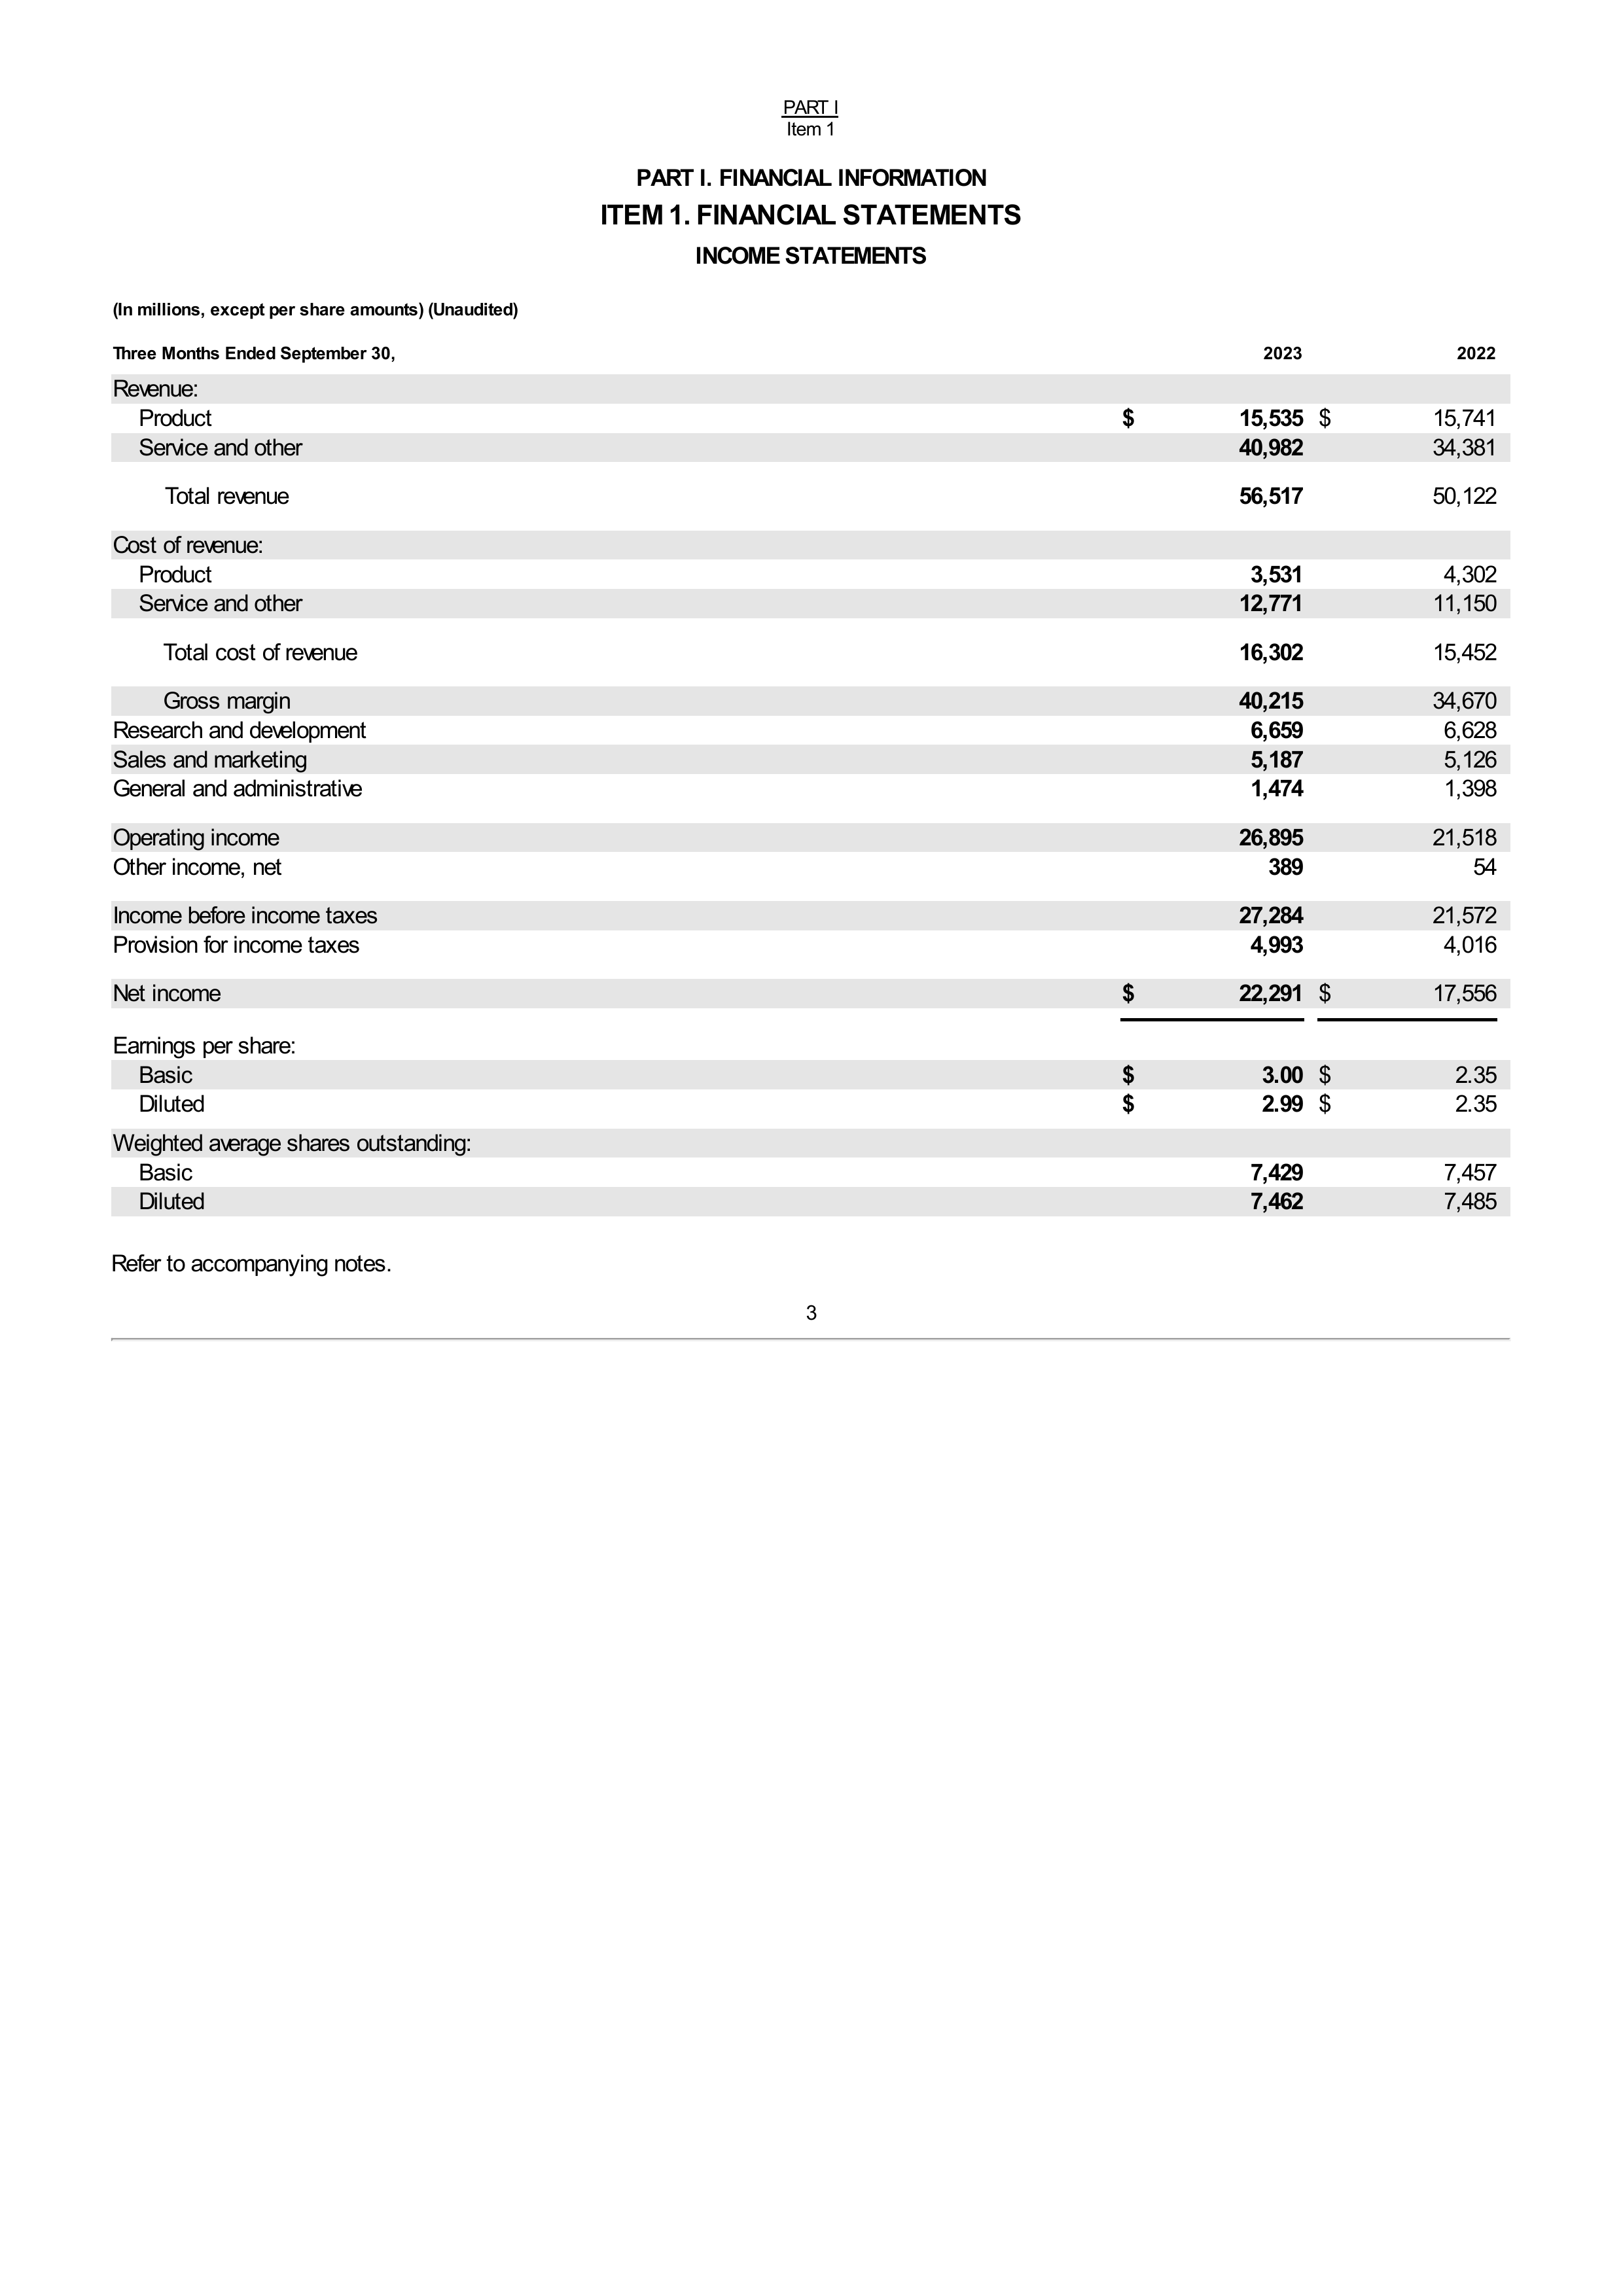 PART I
Item 1
PART I. FINANCIAL INFORMATION
ITEM 1. FINANCIAL STATEMENTS
INCOME STATEMENTS
(In millions, except per share amounts) (Unaudited)
Three Months Ended September 30, 2023 2022
Revenue:
Product $ 15,535 $ 15,741
Service and other 40,982 34,381
Total revenue 56,517 50,122
Cost of revenue:
Product 3,531 4,302
Service and other 12,771 11,150
Total cost of revenue 16,302 15,452
Gross margin 40,215 34,670
Research and development 6,659 6,628
Sales and marketing 5,187 5,126
General and administrative 1,474 1,398
Operating income 26,895 21,518
Other income, net 389 54
Income before income taxes 27,284 21,572
Provision for income taxes 4,993 4,016
Net income $ 22,291 $ 17,556
Earnings per share:
Basic $ 3.00 $ 2.35
Diluted $ 2.99 $ 2.35
Weighted average shares outstanding:
Basic 7,429 7,457
Diluted 7,462 7,485
Refer to accompanying notes.
3